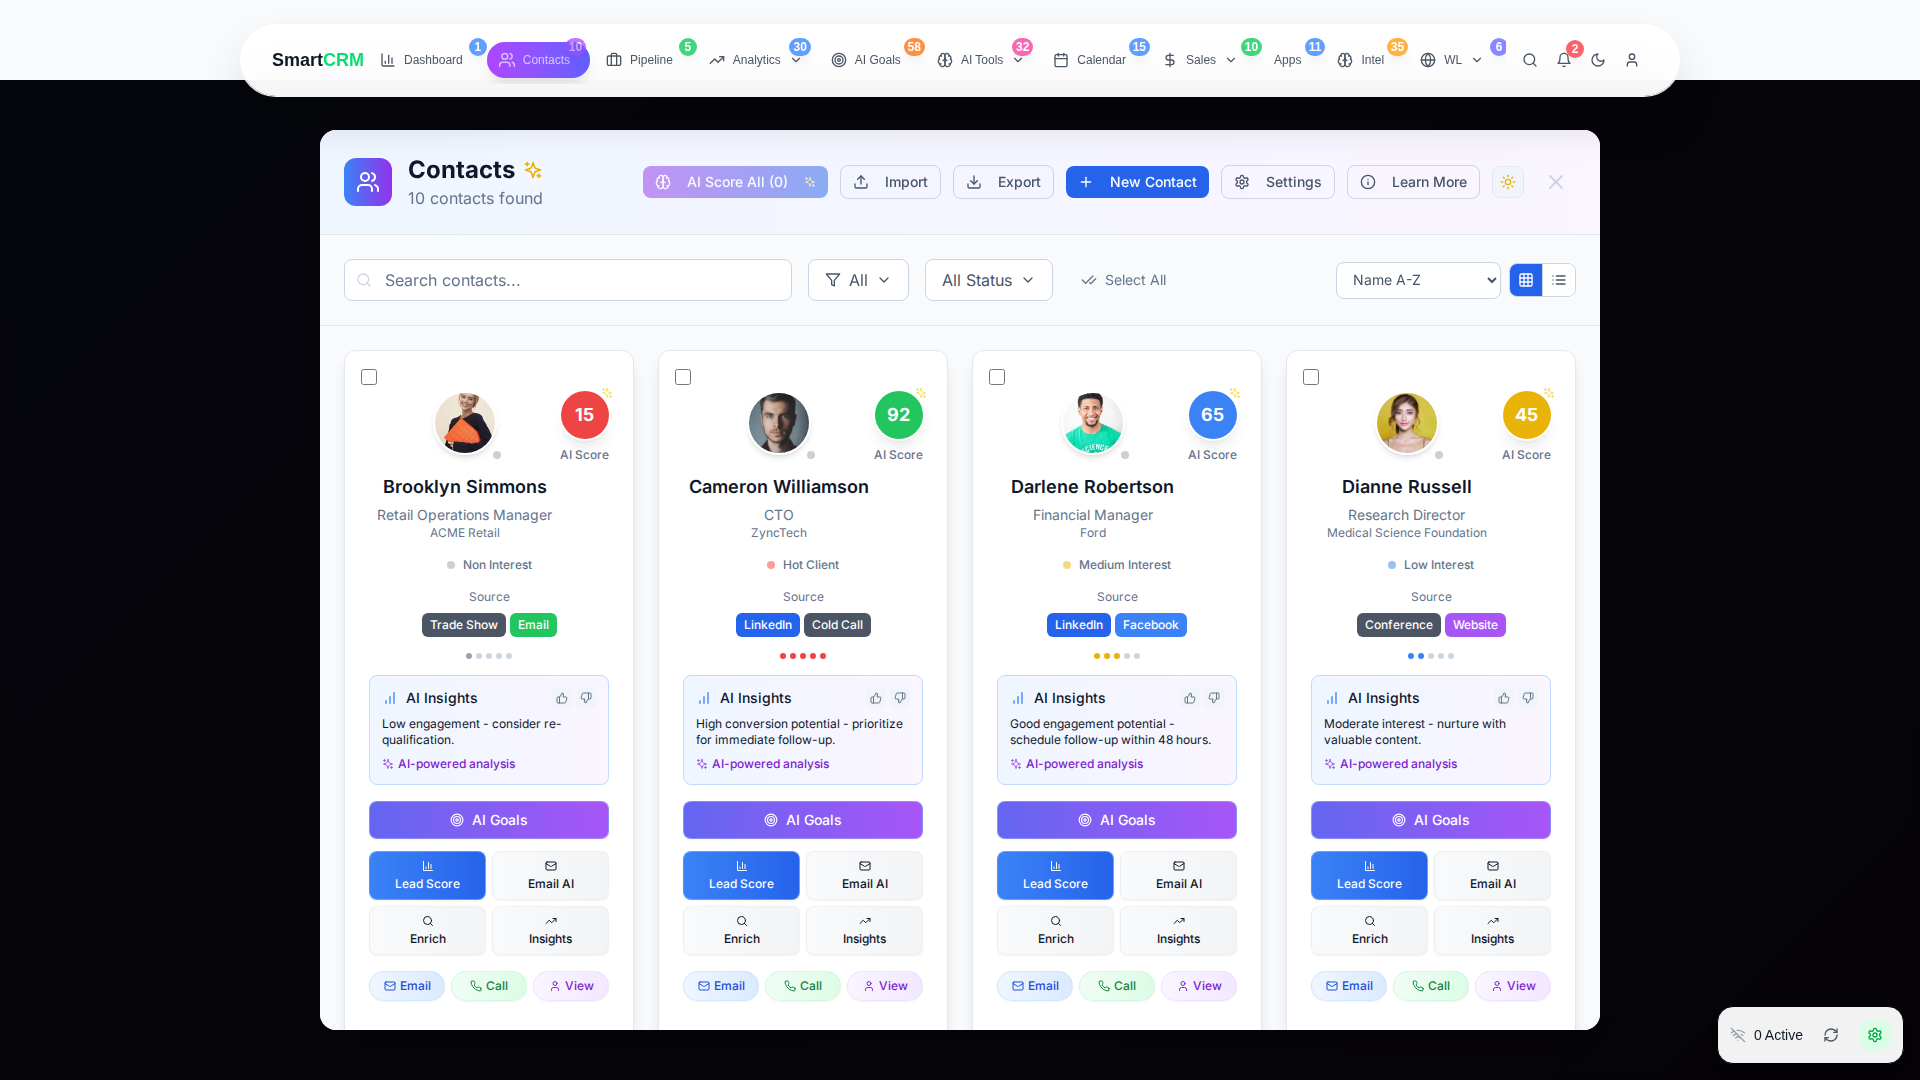 SmartCRM
Dashboard 1
Contacts 10
Pipeline 5
Analytics 30
AI Goals 58
AI Tools 32
Calendar 15
Sales 10
Apps 11
Intel 35
WL 6
2
Contacts
10 contacts found
AI Score All (0)
Import
Export
New Contact
Settings
Learn More
Search contacts...
All
All Status
Select All
Name A-Z
15
AI Score
Brooklyn Simmons
Retail Operations Manager
ACME Retail
Non Interest
Source
Trade Show Email
AI Insights
Low engagement - consider re-
qualification.
AI-powered analysis
AI Goals
Lead Score Email AI
Enrich Insights
Email Call View
92
AI Score
Cameron Williamson
CTO
ZyncTech
Hot Client
Source
LinkedIn Cold Call
AI Insights
High conversion potential - prioritize
for immediate follow-up.
AI-powered analysis
AI Goals
Lead Score Email AI
Enrich Insights
Email Call View
65
AI Score
Darlene Robertson
Financial Manager
Ford
Medium Interest
Source
LinkedIn Facebook
AI Insights
Good engagement potential -
schedule follow-up within 48 hours.
AI-powered analysis
AI Goals
Lead Score Email AI
Enrich Insights
Email Call View
45
AI Score
Dianne Russell
Research Director
Medical Science Foundation
Low Interest
Source
Conference Website
AI Insights
Moderate interest - nurture with
valuable content.
AI-powered analysis
AI Goals
Lead Score Email AI
Enrich Insights
Email Call View
0 Active